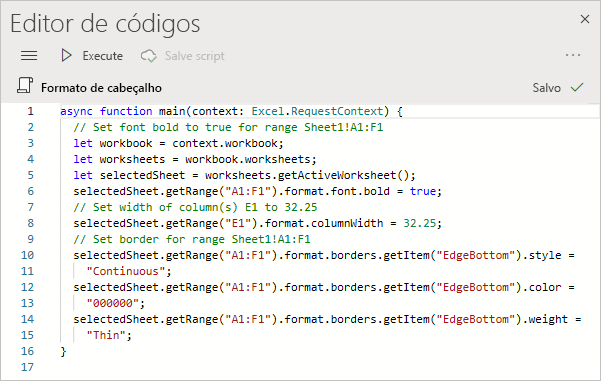 Editor de códigos
Execute Salve script
Formato de cabeçalho Salvo
1 async function main(context: Excel.RequestContext) {
2 // Set font bold to true for range Sheet1!A1:F1
3 let workbook = context.workbook;
4 let worksheets = workbook.worksheets;
5 let selectedSheet = worksheets.getActiveWorksheet();
6 selectedSheet.getRange("A1:F1").format.font.bold = true;
7 // Set width of column(s) E1 to 32.25
8 selectedSheet.getRange("E1").format.columnWidth = 32.25;
9 // Set border for range Sheet1!A1:F1
10 selectedSheet.getRange("A1:F1").format.borders.getItem("EdgeBottom").style =
11 "Continuous";
12 selectedSheet.getRange("A1:F1").format.borders.getItem("EdgeBottom").color =
13 "000000";
14 selectedSheet.getRange("A1:F1").format.borders.getItem("EdgeBottom").weight =
15 "Thin";
16 }
17